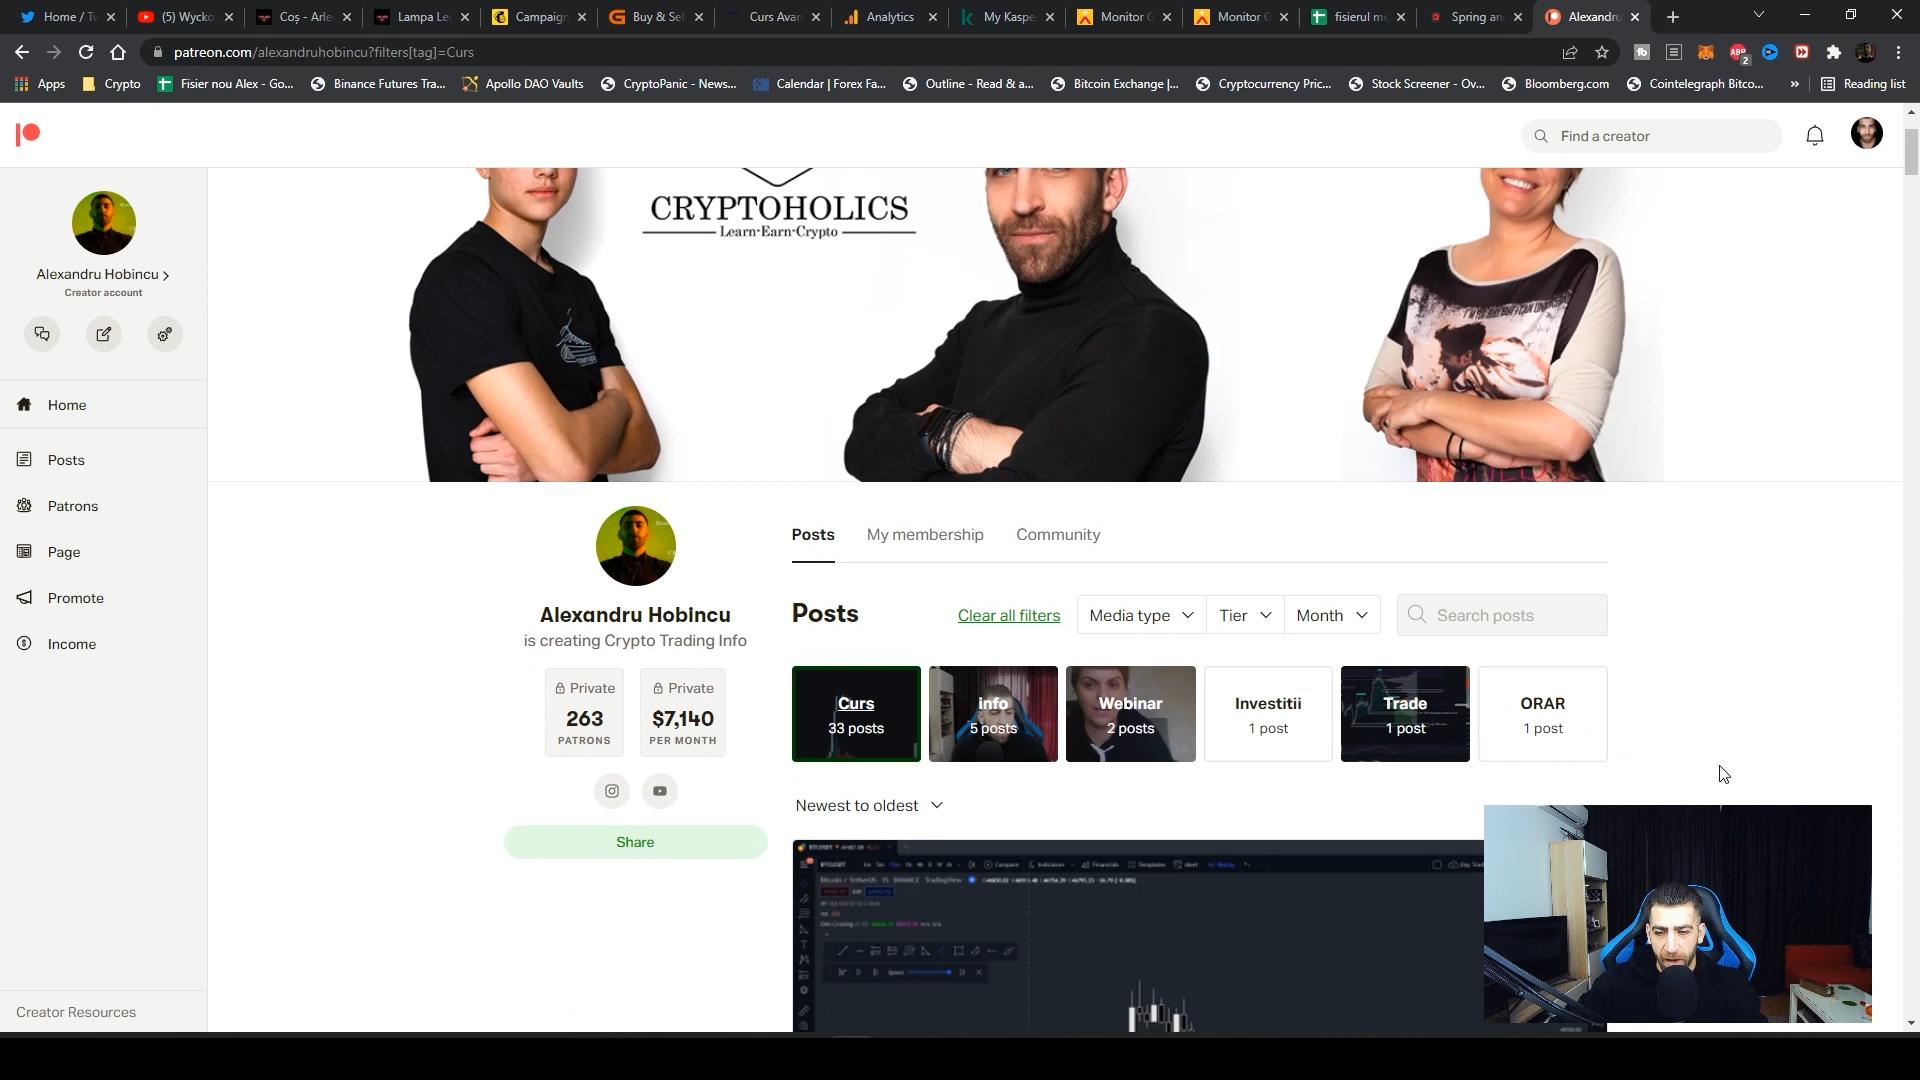 Home / Tw
(5) Wycko
Coș - Arle
Lampa Le
Campaign
Buy & Sel
Curs Avan
Analytics
My Kaspe
Monitor G
Monitor G
fisierul me
Spring an
Alexandru
patreon.com/alexandruhobincu?filters[tag]=Curs
Apps
Crypto
Fisier nou Alex - Go...
Binance Futures Tra...
Apollo DAO Vaults
CryptoPanic - News...
Calendar | Forex Fa...
Outline - Read & a...
Bitcoin Exchange |...
Cryptocurrency Pric...
Stock Screener - Ov...
Bloomberg.com
Cointelegraph Bitco...
»
Reading list
Find a creator
CRYPTOHOLICS
Learn-Earn-Crypto
Alexandru Hobincu
Creator account
Home
Posts
Patrons
Page
Promote
Income
Creator Resources
Alexandru Hobincu
is creating Crypto Trading Info
Private
263
PATRONS
Private
$7,140
PER MONTH
Share
Posts
My membership
Community
Posts
Clear all filters
Media type
Tier
Month
Search posts
Curs
33 posts
info
5 posts
Webinar
2 posts
Investitii
1 post
Trade
1 post
ORAR
1 post
Newest to oldest